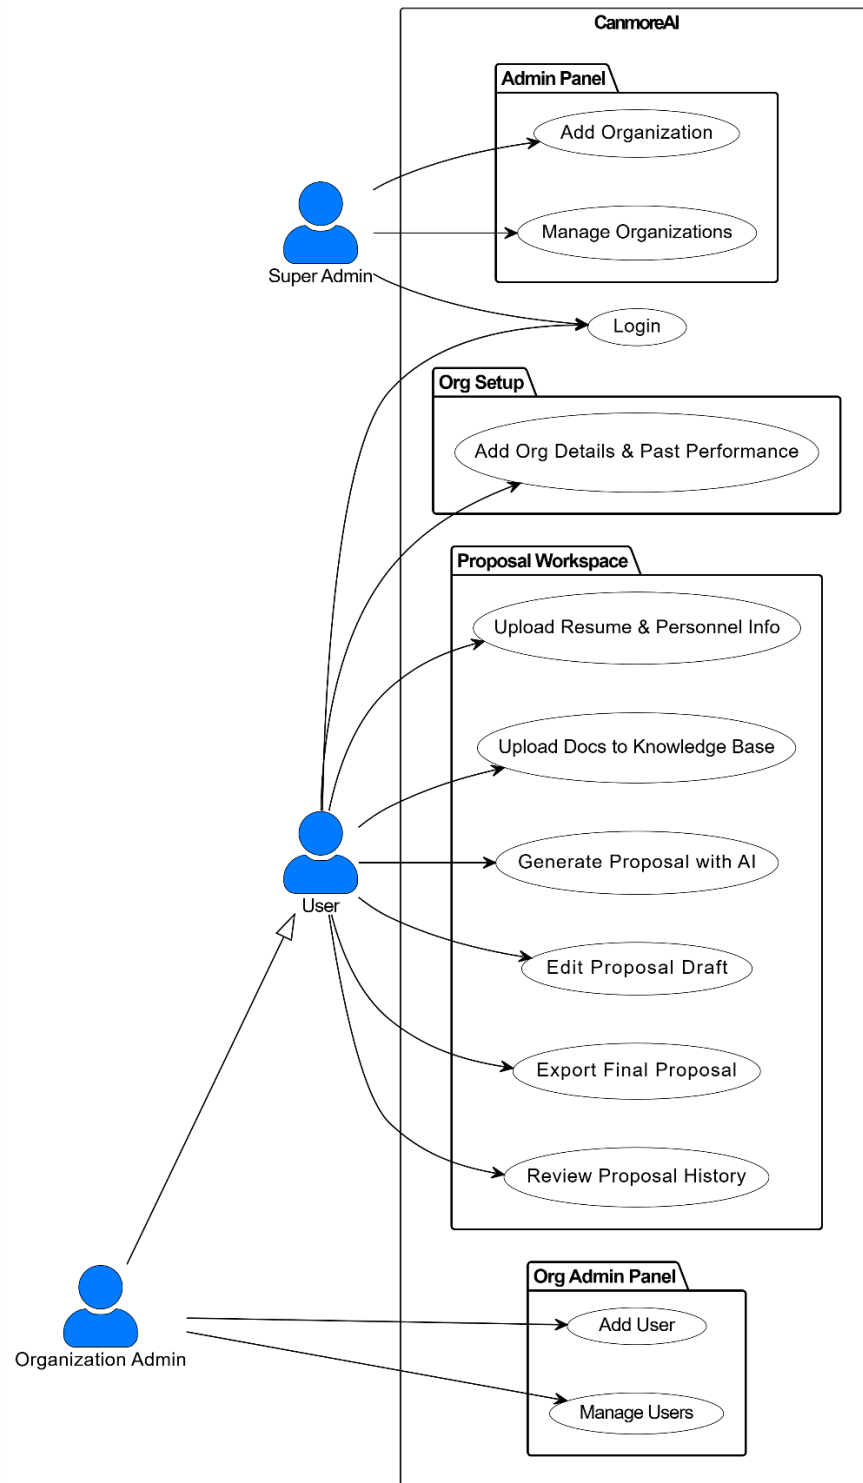 CanmoreAI
Admin Panel
Add Organization
Manage Organizations
Super Admin
Login
Org Setup
Add Org Details & Past Performance
Proposal Workspace
Upload Resume & Personnel Info
Upload Docs to Knowledge Base
Generate Proposal with AI
User
Edit Proposal Draft
Export Final Proposal
Review Proposal History
Org Admin Panel
Add User
Organization Admin
Manage Users